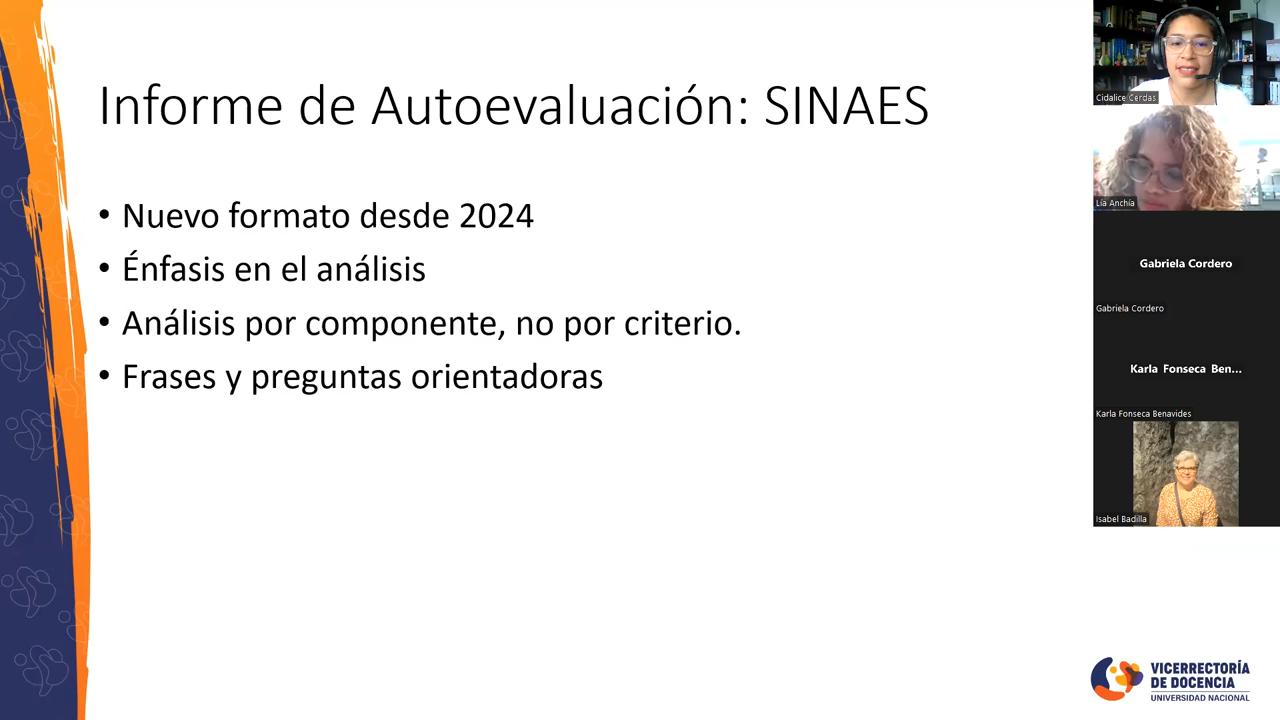 Informe de Autoevaluación: SINAES
• Nuevo formato desde 2024
• Énfasis en el análisis
• Análisis por componente, no por criterio.
• Frases y preguntas orientadoras
Cidalice Cerdas
Lía Anchía
Gabriela Cordero
Gabriela Cordero
Karla Fonseca Ben...
Karla Fonseca Benavides
Isabel Badilla
VICERRECTORÍA
DE DOCENCIA
UNIVERSIDAD NACIONAL